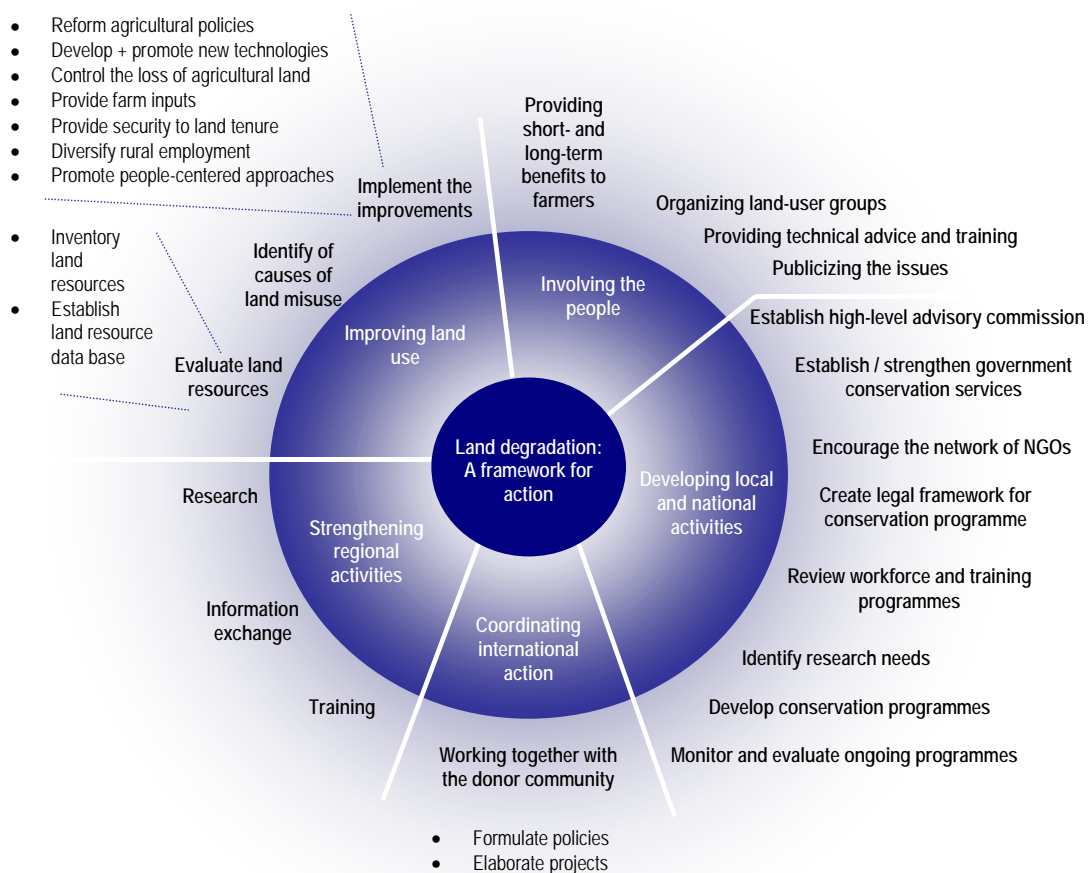 • Reform agricultural policies
• Develop + promote new technologies
• Control the loss of agricultural land
• Provide farm inputs
• Provide security to land tenure
• Diversify rural employment
• Promote people-centered approaches
• Inventory
land
resources
• Establish
land resource
data base
Implement the
improvements
Identify of
causes of
land misuse
Evaluate land
resources
Improving land
use
Providing
short- and
long-term
benefits to
farmers
Organizing land-user groups
Providing technical advice and training
Publicizing the issues
Involving the
people
Establish high-level advisory commission
Establish / strengthen government
conservation services
Encourage the network of NGOs
Create legal framework for
conservation programme
Review workforce and training
programmes
Identify research needs
Develop conservation programmes
Monitor and evaluate ongoing programmes
Developing local
and national
activities
Land degradation:
A framework for
action
Research
Strengthening
regional
activities
Information
exchange
Training
Coordinating
international
action
Working together with
the donor community
• Formulate policies
• Elaborate projects